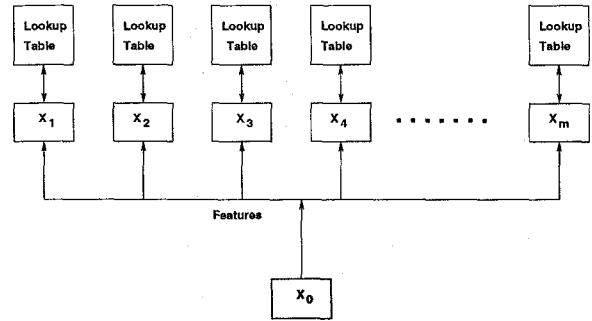 Lookup Table
Lookup Table
Lookup Table
Lookup Table
Lookup Table
X1
X2
X3
X4
.......
Xm
Features
X0